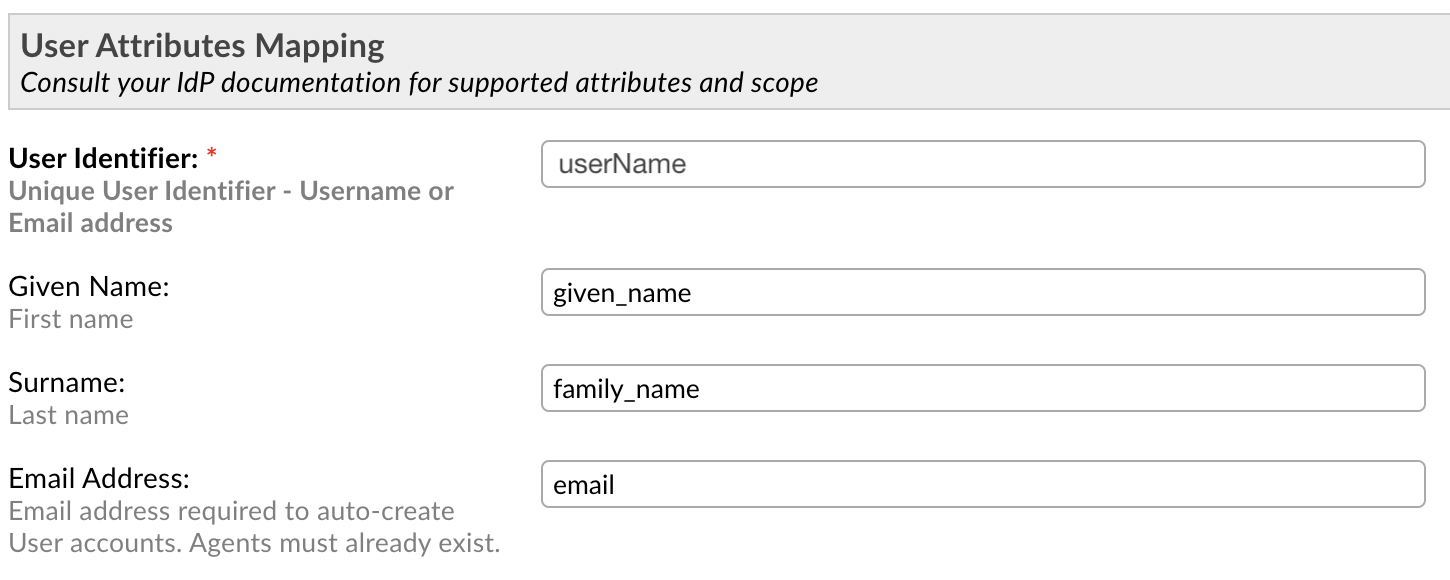 User Attributes Mapping
Consult your IdP documentation for supported attributes and scope
User Identifier: *
userName
Unique User Identifier - Username or
Email address
Given Name:
given_name
First name
Surname:
family_name
Last name
Email Address:
email
Email address required to auto-create
User accounts. Agents must already exist.